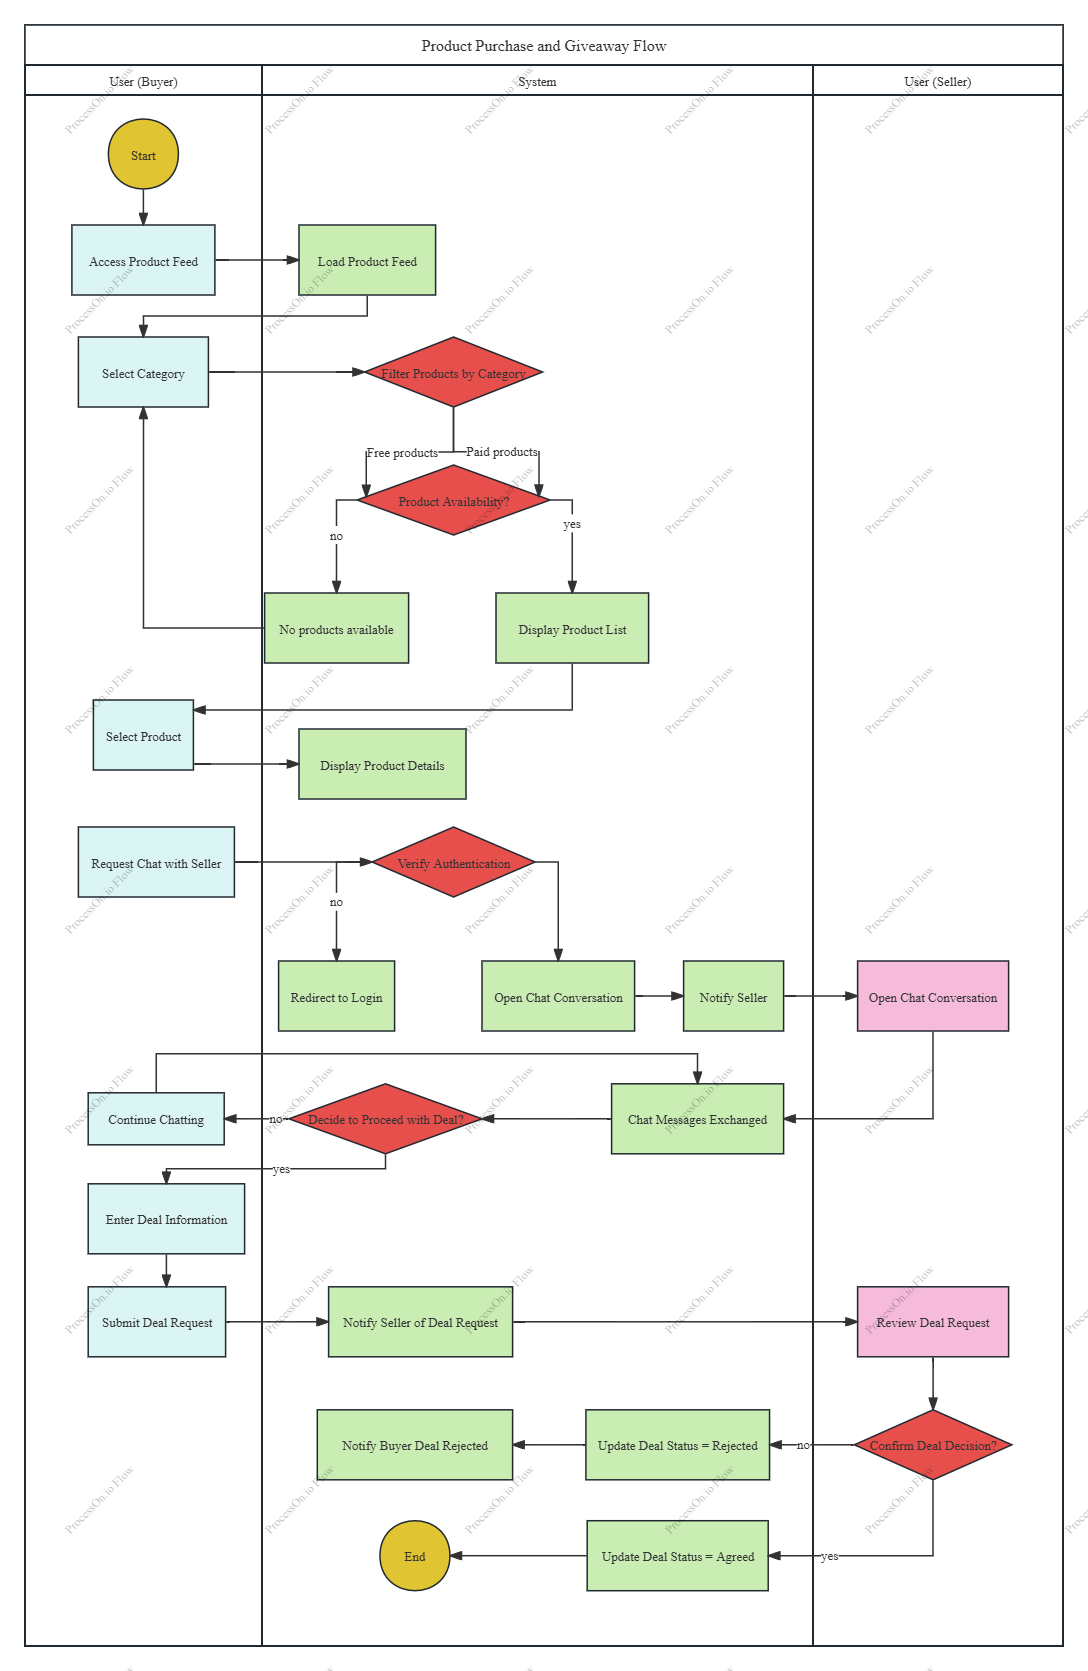 Product Purchase and Giveaway Flow
User (Buyer)
System
User (Seller)
Start
Access Product Feed
Load Product Feed
Select Category
Filter Products by Category
Free products
Paid products
Product Availability?
no
yes
No products available
Display Product List
Select Product
Display Product Details
Request Chat with Seller
Verify Authentication
no
Redirect to Login
Open Chat Conversation
Notify Seller
Open Chat Conversation
Continue Chatting
no
Decide to Proceed with Deal?
Chat Messages Exchanged
yes
Enter Deal Information
Submit Deal Request
Notify Seller of Deal Request
Review Deal Request
Notify Buyer Deal Rejected
Update Deal Status = Rejected
no
Confirm Deal Decision?
End
Update Deal Status = Agreed
yes
ProcessOn.io Flow